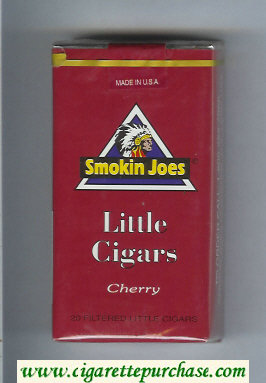 MADE IN U.S.A.
Smokin Joes
Little
Cigars
Cherry
20 FILTERED LITTLE CIGARS
www.cigarettepurchase.com